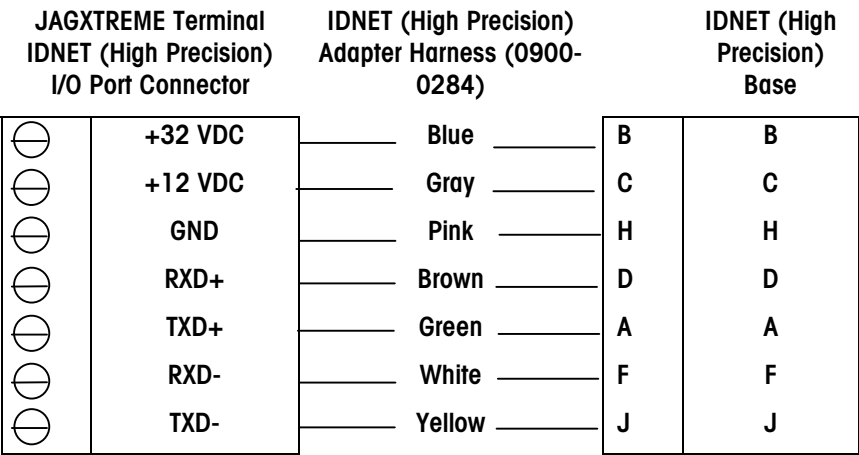 JAGXTREME Terminal IDNET (High Precision) IDNET (High
IDNET (High Precision) Adapter Harness (0900- Precision)
I/O Port Connector 0284) Base
+32 VDC Blue B B
+12 VDC Gray C C
GND Pink H H
RXD+ Brown D D
TXD+ Green A A
RXD- White F F
TXD- Yellow J J